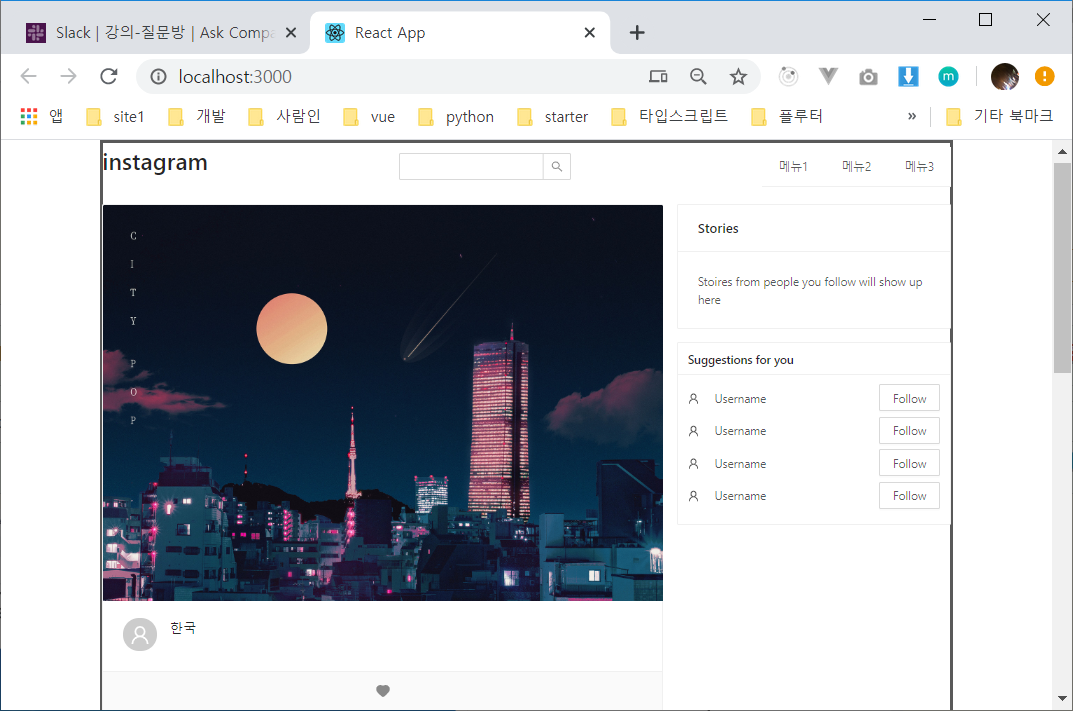 Slack | 강의-질문방 | Ask Compa
React App
localhost:3000
앱
site1
개발
사람인
vue
python
starter
타입스크립트
플루터
»
기타 북마크
instagram
메뉴1
메뉴2
메뉴3
CITY POP
Stories
Stoires from people you follow will show up
here
Suggestions for you
Username Follow
Username Follow
Username Follow
Username Follow
한국